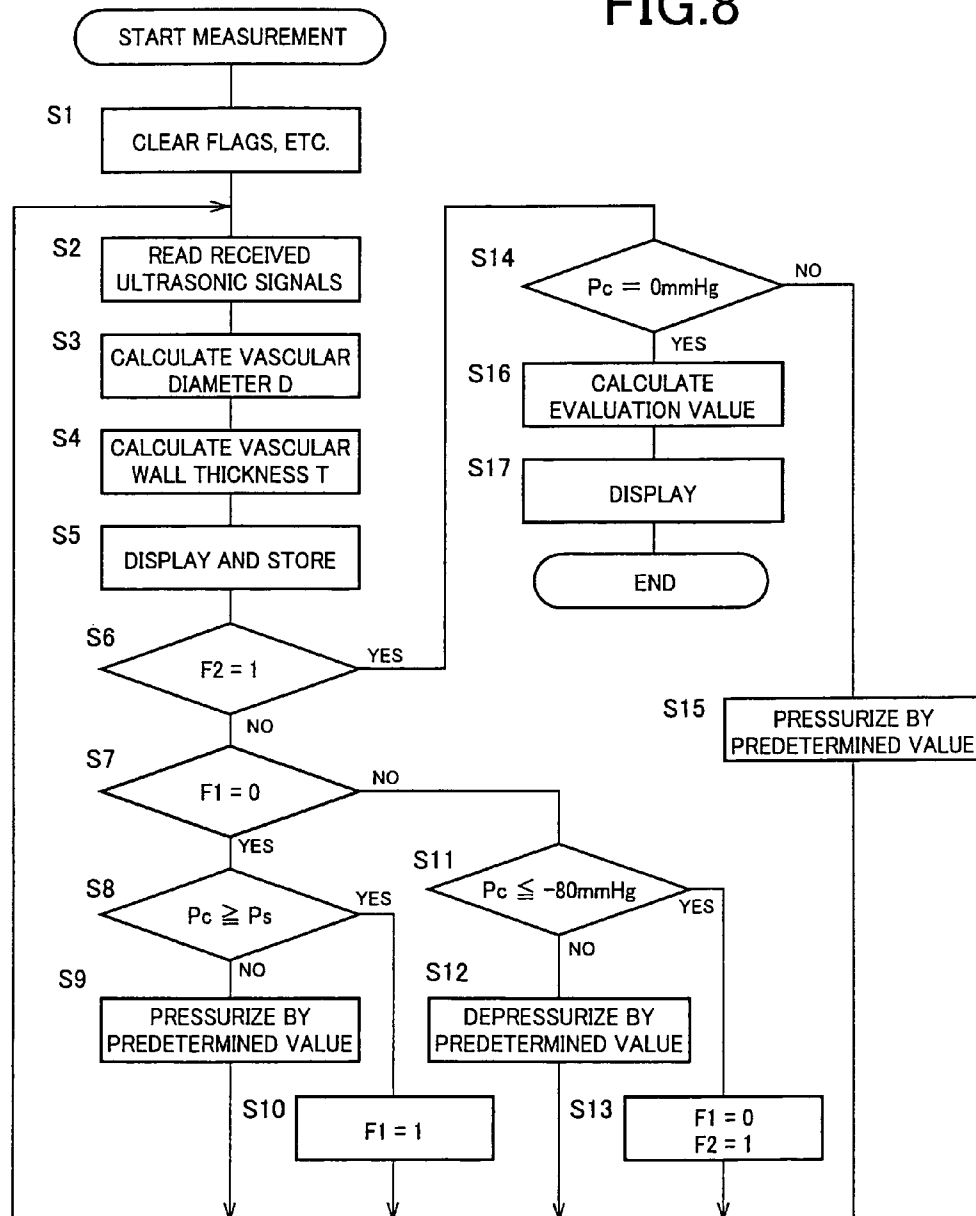 FIG.8
START MEASUREMENT
S1
CLEAR FLAGS, ETC.
S2
READ RECEIVED
ULTRASONIC SIGNALS
S3
CALCULATE VASCULAR
DIAMETER D
S4
CALCULATE VASCULAR
WALL THICKNESS T
S5
DISPLAY AND STORE
S6
F2 = 1
YES
NO
S7
F1 = 0
NO
YES
S8
Pc ≧ Ps
YES
NO
S9
PRESSURIZE BY
PREDETERMINED VALUE
S10
F1 = 1
S11
Pc ≦ -80mmHg
YES
NO
S12
DEPRESSURIZE BY
PREDETERMINED VALUE
S13
F1 = 0
F2 = 1
S14
Pc = 0mmHg
NO
YES
S16
CALCULATE
EVALUATION VALUE
S17
DISPLAY
END
S15
PRESSURIZE BY
PREDETERMINED VALUE